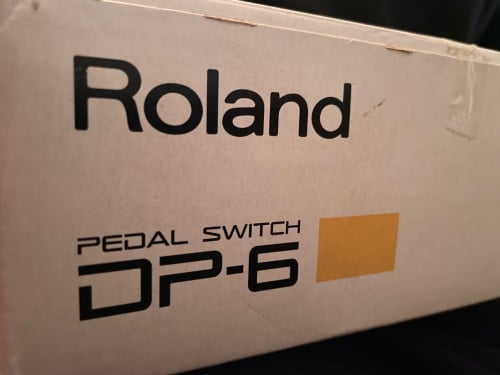 Roland
PEDAL SWITCH
DP-6